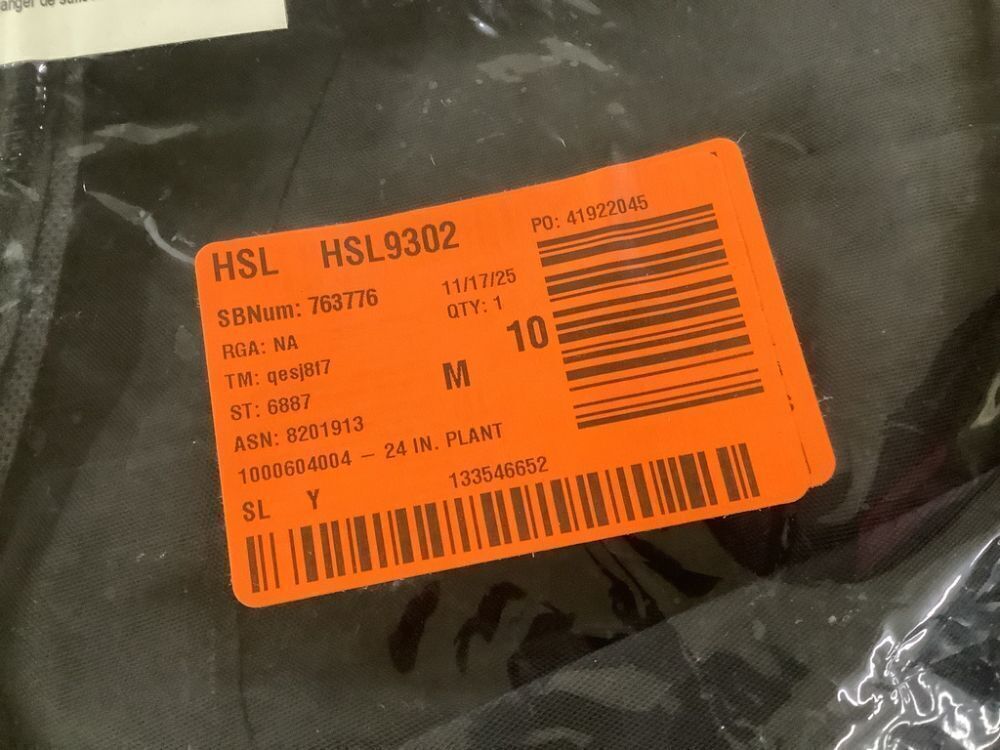 HSL HSL9302
PO: 41922045
SBNum: 763776
11/17/25
QTY: 1
RGA: NA
10
TM: qesj8f7
M
ST: 6887
ASN: 8201913
1000604004 – 24 IN. PLANT
SL Y
133546652